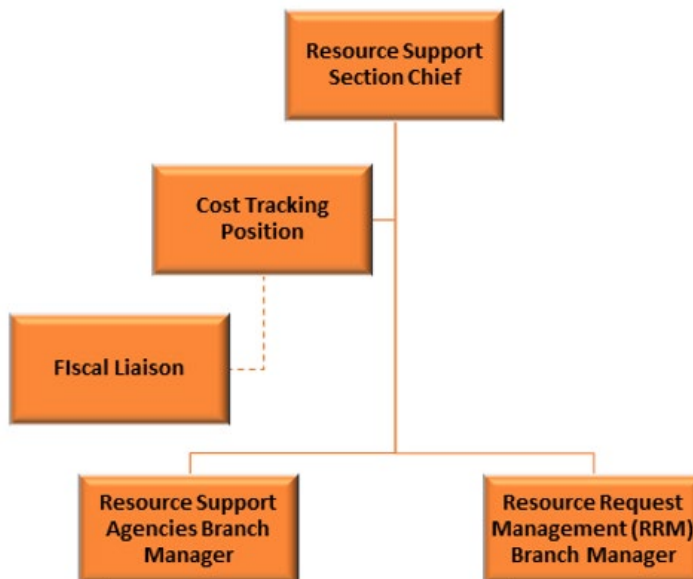 Resource Support
Section Chief
Cost Tracking
Position
FIscal Liaison
Resource Support
Agencies Branch
Manager
Resource Request
Management (RRM)
Branch Manager